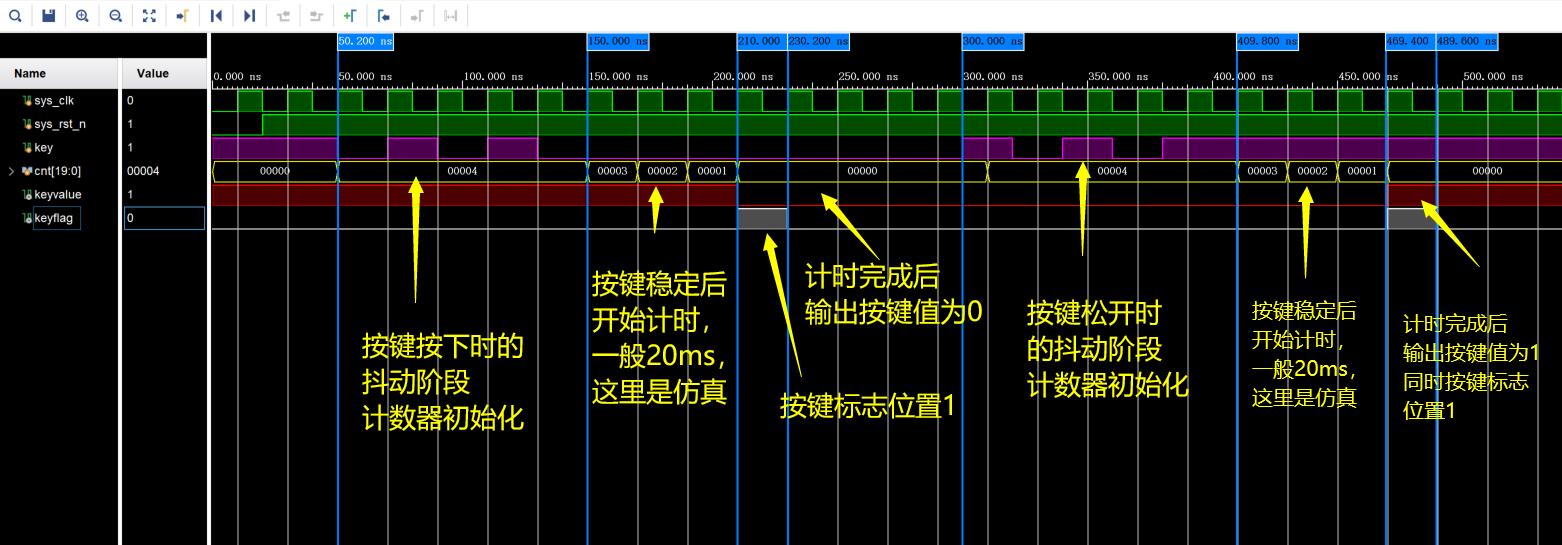 50.200 ns
150.000 ns
210.000
230.200 ns
300.000 ns
409.800 ns
469.400
489.600 ns
Name
Value
0.000 ns
50.000 ns
100.000 ns
150.000 ns
200.000 ns
250.000 ns
300.000 ns
350.000 ns
400.000 ns
450.000 ns
500.000 ns
sys_clk
0
sys_rst_n
1
key
1
cnt[19:0]
00004
00000
00004
00003
00002
00001
00000
00004
00003
00002
00001
00000
keyvalue
1
keyflag
0
按键按下时的
抖动阶段
计数器初始化
按键稳定后
开始计时，
一般20ms，
这里是仿真
计时完成后
输出按键值为0
按键标志位置1
按键松开时
的抖动阶段
计数器初始化
按键稳定后
开始计时，
一般20ms，
这里是仿真
计时完成后
输出按键值为1
同时按键标志
位置1